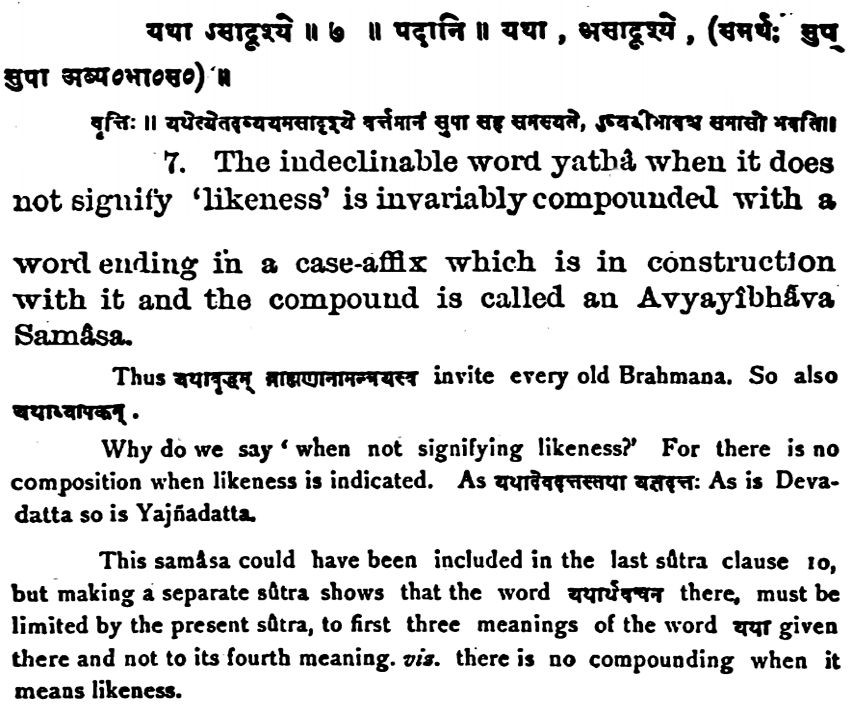 यथा ऽसादृश्ये ॥ ७ ॥ पदानि ॥ यथा , असादृश्ये , (समर्थः सुप्
सुपा अव्य०भा०स०) ॥
वृत्तिः ॥ यथेत्येतदव्ययमसादृश्ये वर्त्तमानं सुपा सह समस्यते, ऽव्ययीभावश्च समासो भवति॥
7. The indeclinable word yathâ when it does
not signify ‘likeness’ is invariably compounded with a
word ending in a case-affix which is in construction
with it and the compound is called an Avyayîbhâva
Samâsa.
Thus यथावृद्धम् ब्राह्मणानामन्त्रयस्व invite every old Brahmana. So also
यथाध्यापकम् .
Why do we say ‘ when not signifying likeness?’ For there is no
composition when likeness is indicated. As यथादेवदत्तस्तथा यज्ञदत्तः As is Deva-
datta so is Yajñadatta.
This samâsa could have been included in the last sûtra clause 10,
but making a separate sûtra shows that the word यथार्थवचन there, must be
limited by the present sûtra, to first three meanings of the word यथा given
there and not to its fourth meaning. vis. there is no compounding when it
means likeness.